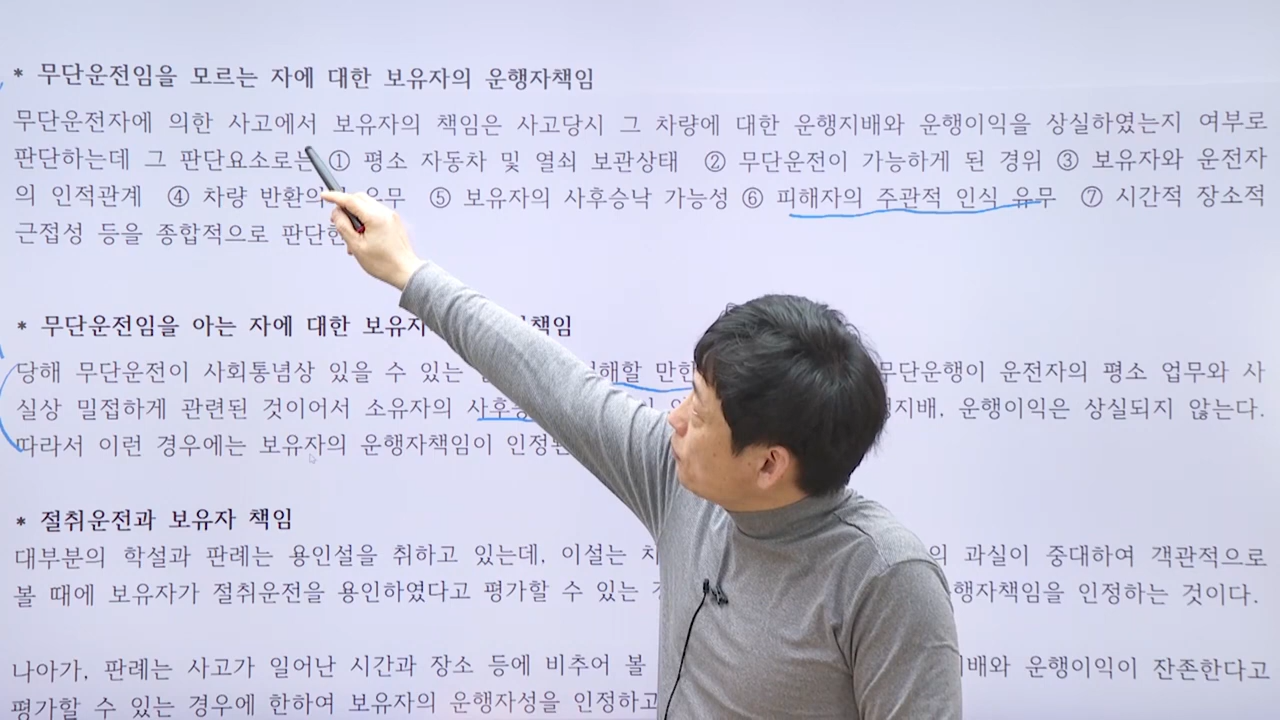 * 무단운전임을 모르는 자에 대한 보유자의 운행자책임
무단운전자에 의한 사고에서 보유자의 책임은 사고당시 그 차량에 대한 운행지배와 운행이익을 상실하였는지 여부로
판단하는데 그 판단요소로는 ① 평소 자동차 및 열쇠 보관상태 ② 무단운전이 가능하게 된 경위 ③ 보유자와 운전자
의 인적관계 ④ 차량 반환의사 유무 ⑤ 보유자의 사후승낙 가능성 ⑥ 피해자의 주관적 인식 유무 ⑦ 시간적 장소적
근접성 등을 종합적으로 판단
* 무단운전임을 아는 자에 대한 보유자 책임
당해 무단운전이 사회통념상 있을 수 있는 해할 만한 무단운행이 운전자의 평소 업무와 사
실상 밀접하게 관련된 것이어서 소유자의 사후 지배, 운행이익은 상실되지 않는다.
따라서 이런 경우에는 보유자의 운행자책임이
* 절취운전과 보유자 책임
대부분의 학설과 판례는 용인설을 취하고 있는데, 이설는 의 과실이 중대하여 객관적으로
볼 때에 보유자가 절취운전을 용인하였다고 평가할 수 있는 행자책임을 인정하는 것이다.
나아가, 판례는 사고가 일어난 시간과 장소 등에 비추어 볼 지배와 운행이익이 잔존한다고
평가할 수 있는 경우에 한하여 보유자의 운행자성을 인정하고